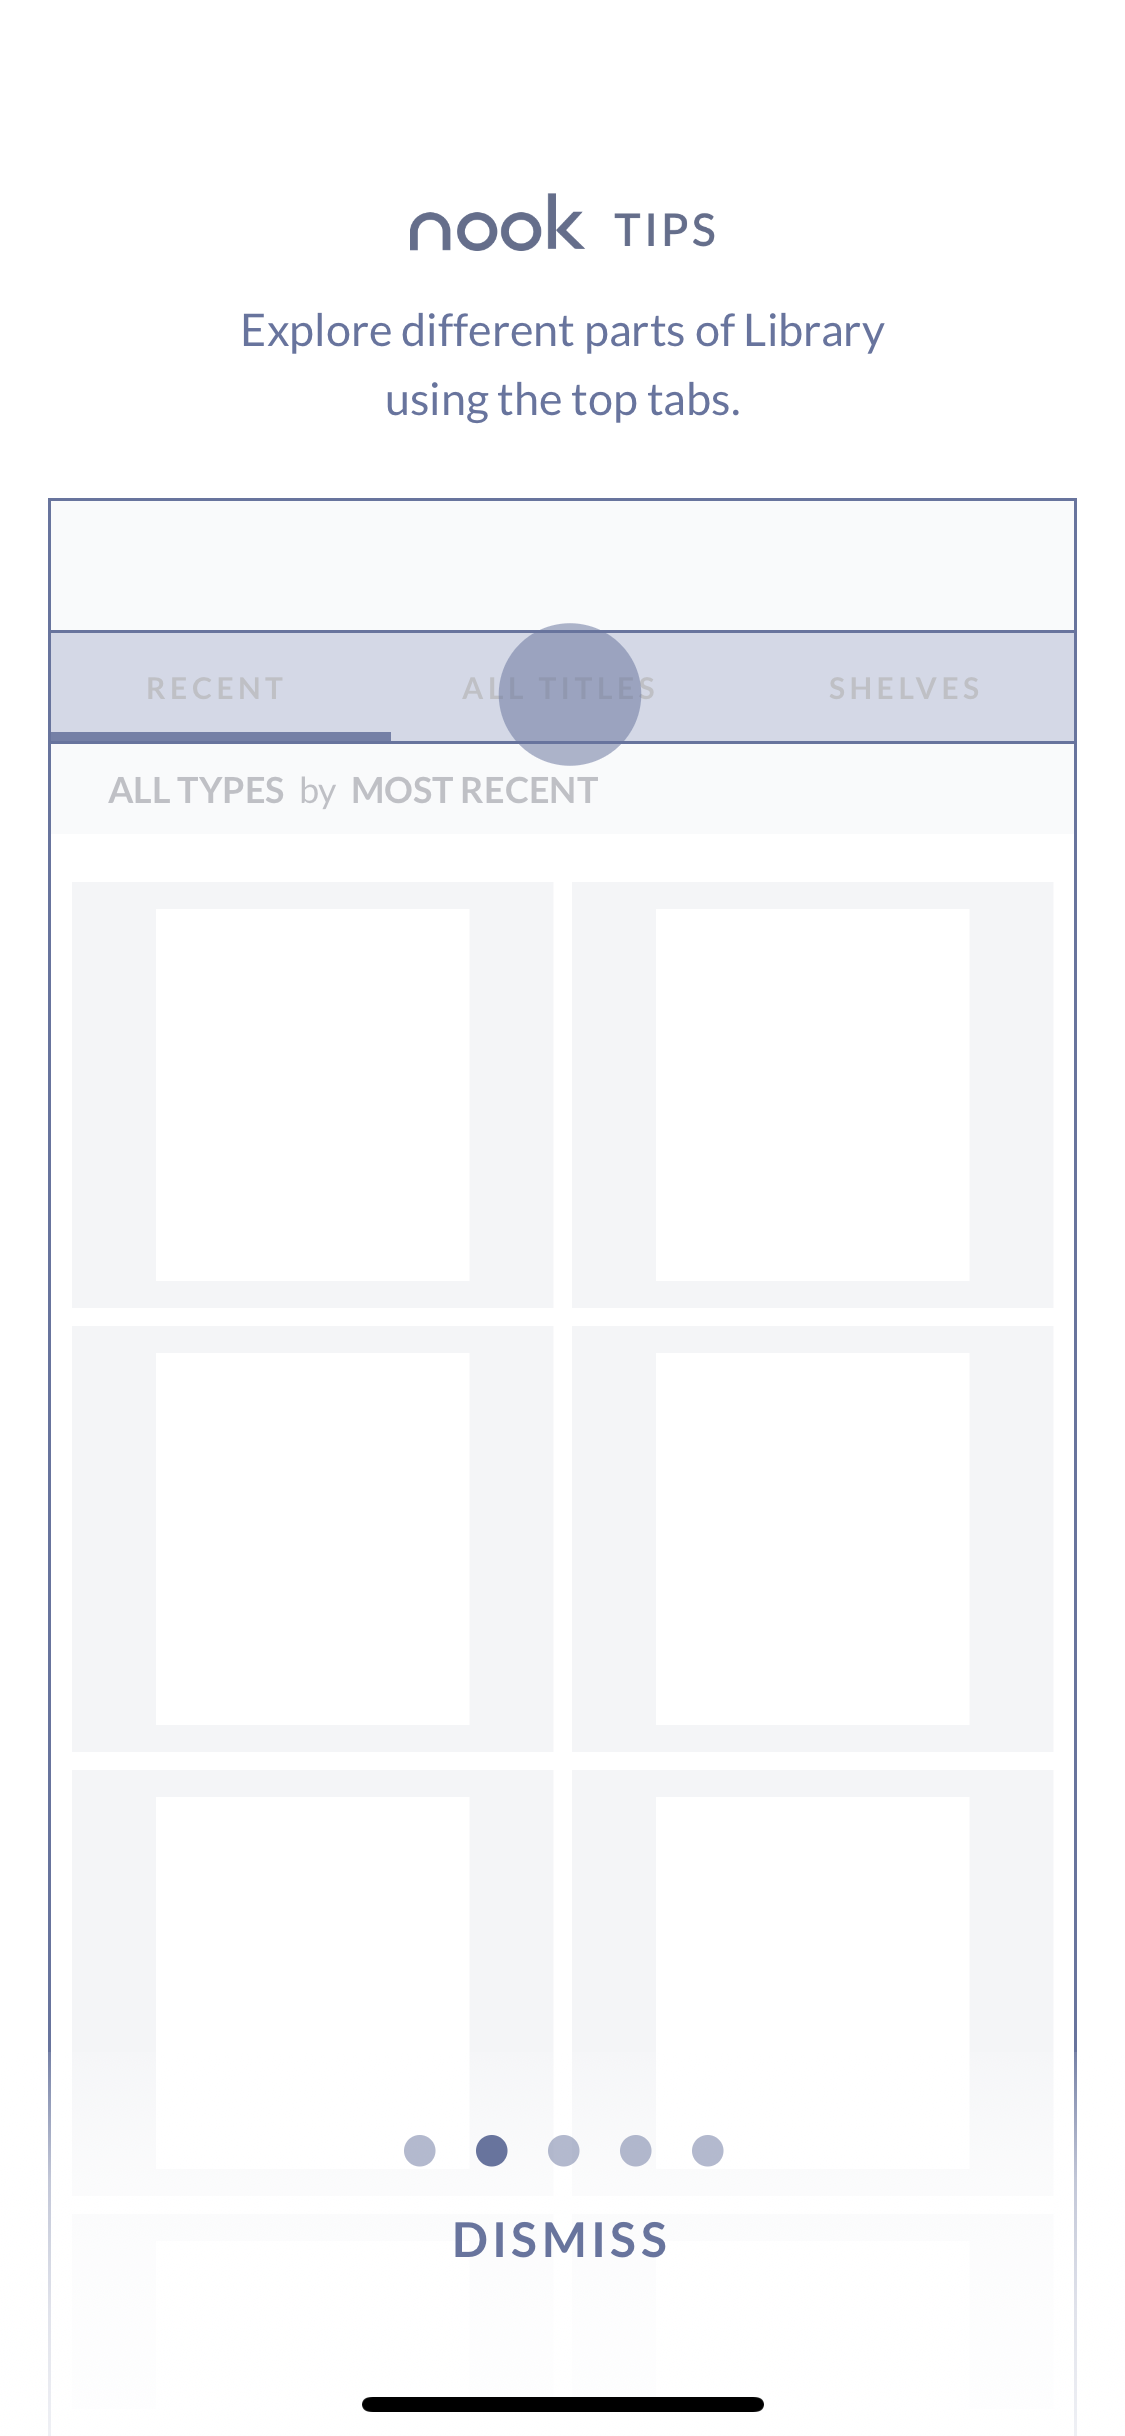 nook TIPS
Explore different parts of Library
using the top tabs.
RECENT ALL TITLES SHELVES
ALL TYPES by MOST RECENT
DISMISS